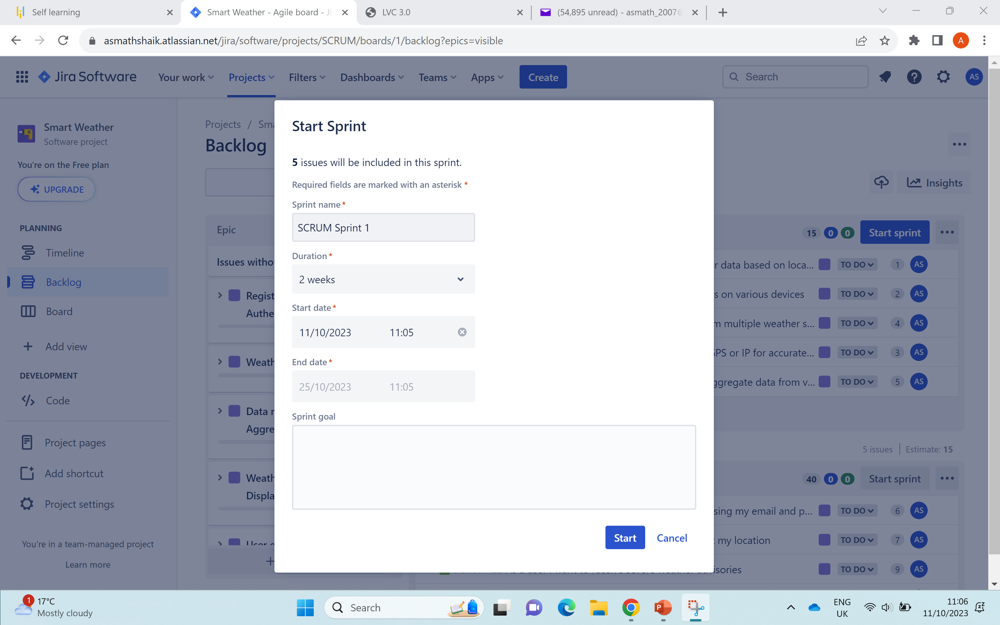 Self learning
Smart Weather - Agile board - Ji
LVC 3.0
(54,895 unread) - asmath_2007@
asmathshaik.atlassian.net/jira/software/projects/SCRUM/boards/1/backlog?epics=visible
A
Jira Software
Your work
Projects
Filters
Dashboards
Teams
Apps
Create
Search
AS
Smart Weather
Software project
You're on the Free plan
UPGRADE
PLANNING
Timeline
Backlog
Board
Add view
DEVELOPMENT
Code
Project pages
Add shortcut
Project settings
You're in a team-managed project
Learn more
Projects / Sma
Backlog
Epic
Issues witho
Regist
Authe
Weath
Data r
Aggre
Weath
Displa
User e
Start Sprint
5 issues will be included in this sprint.
Required fields are marked with an asterisk *
Sprint name *
SCRUM Sprint 1
Duration *
2 weeks
Start date *
11/10/2023 11:05
End date *
25/10/2023 11:05
Sprint goal
Start
Cancel
Insights
15 0 0 Start sprint
r data based on loca... TO DO 1 AS
s on various devices TO DO 2 AS
m multiple weather s... TO DO 4 AS
GPS or IP for accurate... TO DO 3 AS
ggregate data from v... TO DO 5 AS
5 issues Estimate: 15
40 0 0 Start sprint
sing my email and p... TO DO 6 AS
my location TO DO 7 AS
isories TO DO 9 AS
1
17°C
Mostly cloudy
Search
ENG
UK
11:06
11/10/2023